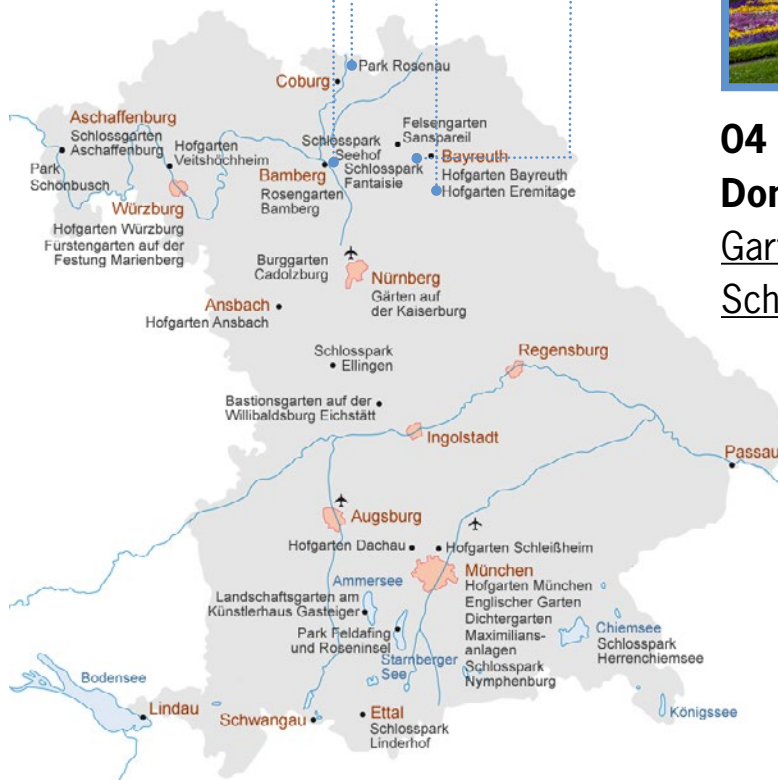 Park Rosenau
Coburg
Aschaffenburg
Schlossgarten
Aschaffenburg
Park
Schönbusch
Hofgarten
Veitshöchheim
Würzburg
Hofgarten Würzburg
Fürstengarten auf der
Festung Marienberg
Schlosspark
Seehof
Bamberg
Rosengarten
Bamberg
Felsengarten
Sanspareil
Schlosspark
Fantaisie
Bayreuth
Hofgarten Bayreuth
Hofgarten Eremitage
Burggarten
Cadolzburg
Nürnberg
Gärten auf
der Kaiserburg
Ansbach
Hofgarten Ansbach
Schlosspark
Ellingen
Regensburg
Bastionsgarten auf der
Willibaldsburg Eichstätt
Ingolstadt
Passau
Augsburg
Hofgarten Dachau
Hofgarten Schleißheim
München
Hofgarten München
Englischer Garten
Dichtergarten
Maximilians-
anlagen
Schlosspark
Nymphenburg
Ammersee
Landschaftsgarten am
Künstlerhaus Gasteiger
Park Feldafing
und Roseninsel
Starnberger
See
Chiemsee
Schlosspark
Herrenchiemsee
Bodensee
Lindau
Schwangau
Ettal
Schlosspark
Linderhof
Königssee
04